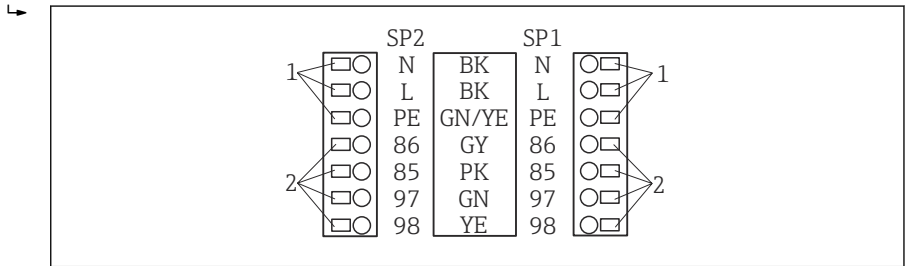 SP2 SP1
1 N BK N 1
L BK L
PE GN/YE PE
86 GY 86
2 85 PK 85 2
97 GN 97
98 YE 98